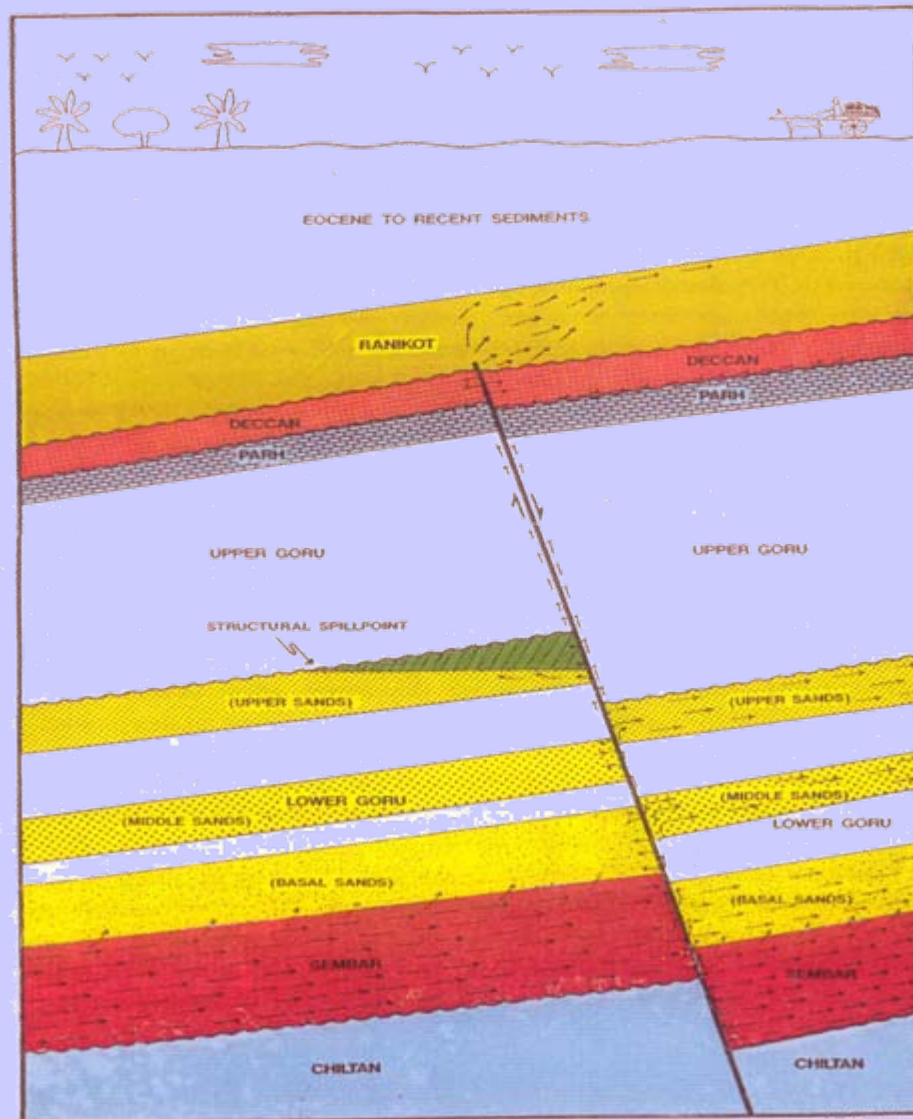 EOCENE TO RECENT SEDIMENTS
RANIKOT
DECCAN
DECCAN
PARH
PARH
UPPER GORU
UPPER GORU
STRUCTURAL SPILLPOINT
(UPPER SANDS)
(UPPER SANDS)
LOWER GORU
(MIDDLE SANDS)
(MIDDLE SANDS)
LOWER GORU
(BASAL SANDS)
(BASAL SANDS)
SEMBAR
SEMBAR
CHILTAN
CHILTAN